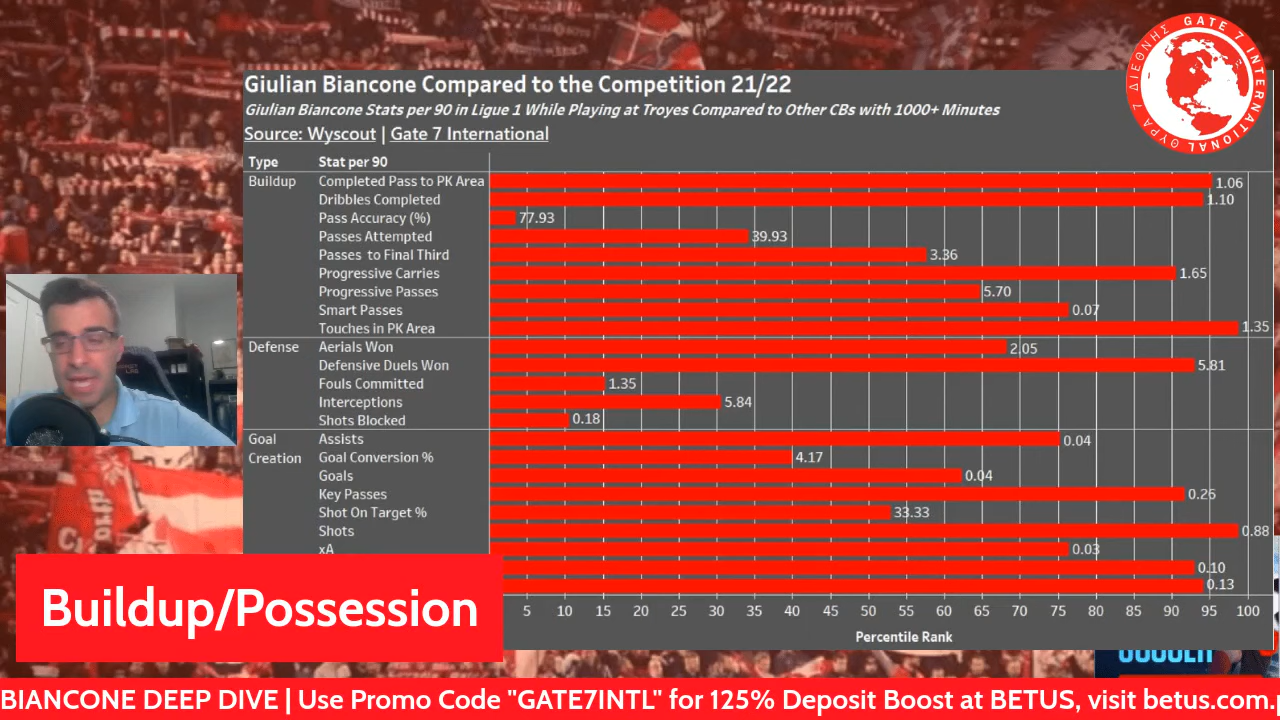 Giulian Biancone Compared to the Competition 21/22
Giulian Biancone Stats per 90 in Ligue 1 While Playing at Troyes Compared to Other CBs with 1000+ Minutes
Source: Wyscout | Gate 7 International
GATE 7 INTERNATIONAL ΘΥΡΑ 7 ΔΙΕΘΝΗΣ
Type Stat per 90
Buildup Completed Pass to PK Area 1.06
Dribbles Completed 1.10
Pass Accuracy (%) 77.93
Passes Attempted 39.93
Passes to Final Third 3.36
Progressive Carries 1.65
Progressive Passes 5.70
Smart Passes 0.07
Touches in PK Area 1.35
Defense Aerials Won 2.05
Defensive Duels Won 5.81
Fouls Committed 1.35
Interceptions 5.84
Shots Blocked 0.18
Goal Assists 0.04
Creation Goal Conversion % 4.17
Goals 0.04
Key Passes 0.26
Shot On Target % 33.33
Shots 0.88
xA 0.03
0.10
0.13
5 10 15 20 25 30 35 40 45 50 55 60 65 70 75 80 85 90 95 100
Percentile Rank
Buildup/Possession
BIANCONE DEEP DIVE | Use Promo Code "GATE7INTL" for 125% Deposit Boost at BETUS, visit betus.com.